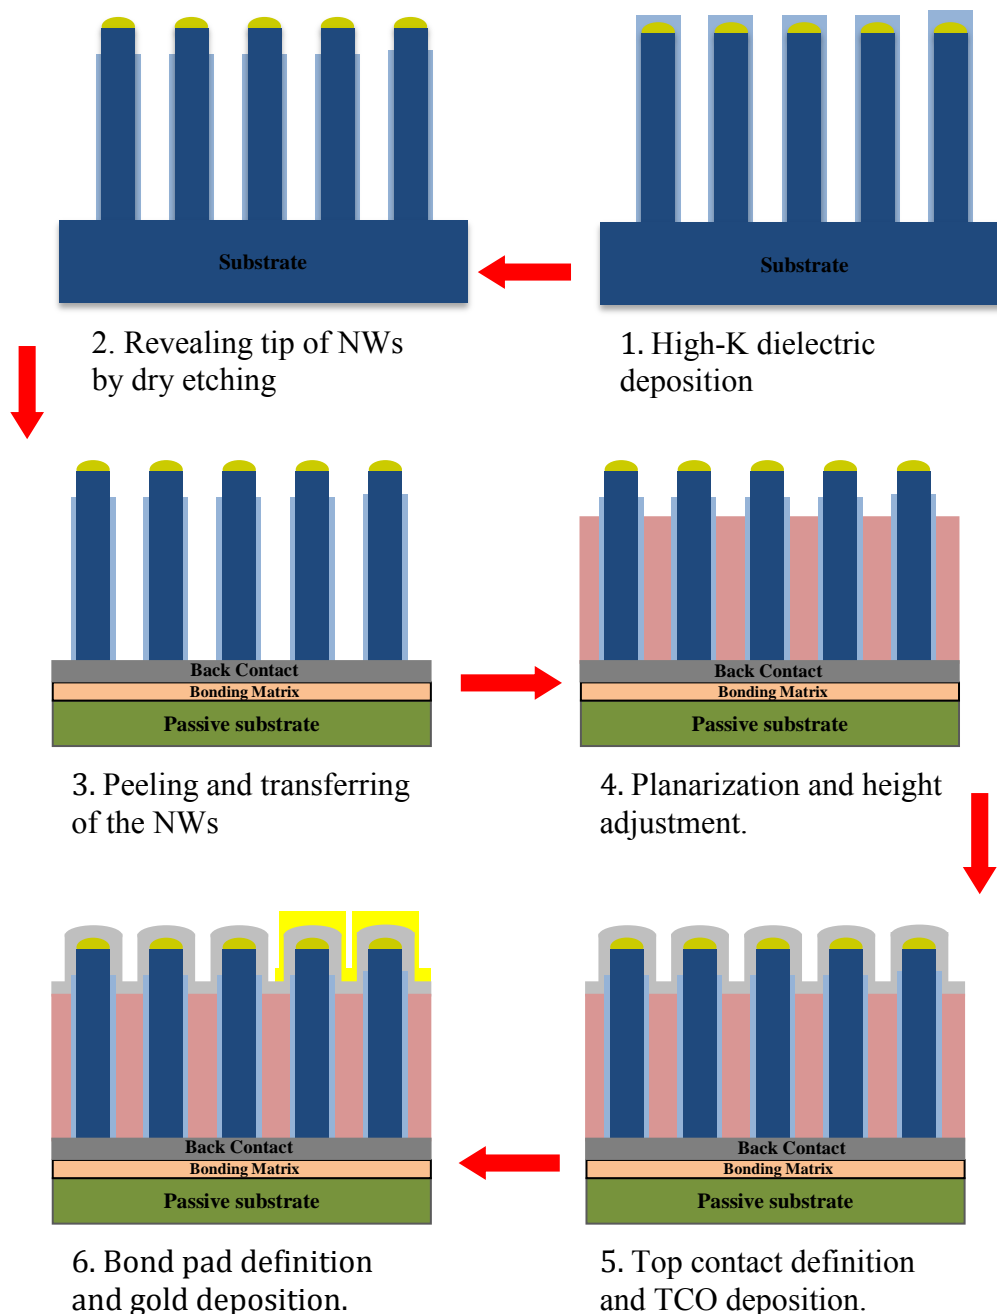 Substrate
1. High-K dielectric
deposition
Substrate
2. Revealing tip of NWs
by dry etching
Back Contact
Bonding Matrix
Passive substrate
3. Peeling and transferring
of the NWs
Back Contact
Bonding Matrix
Passive substrate
4. Planarization and height
adjustment.
Back Contact
Bonding Matrix
Passive substrate
5. Top contact definition
and TCO deposition.
Back Contact
Bonding Matrix
Passive substrate
6. Bond pad definition
and gold deposition.